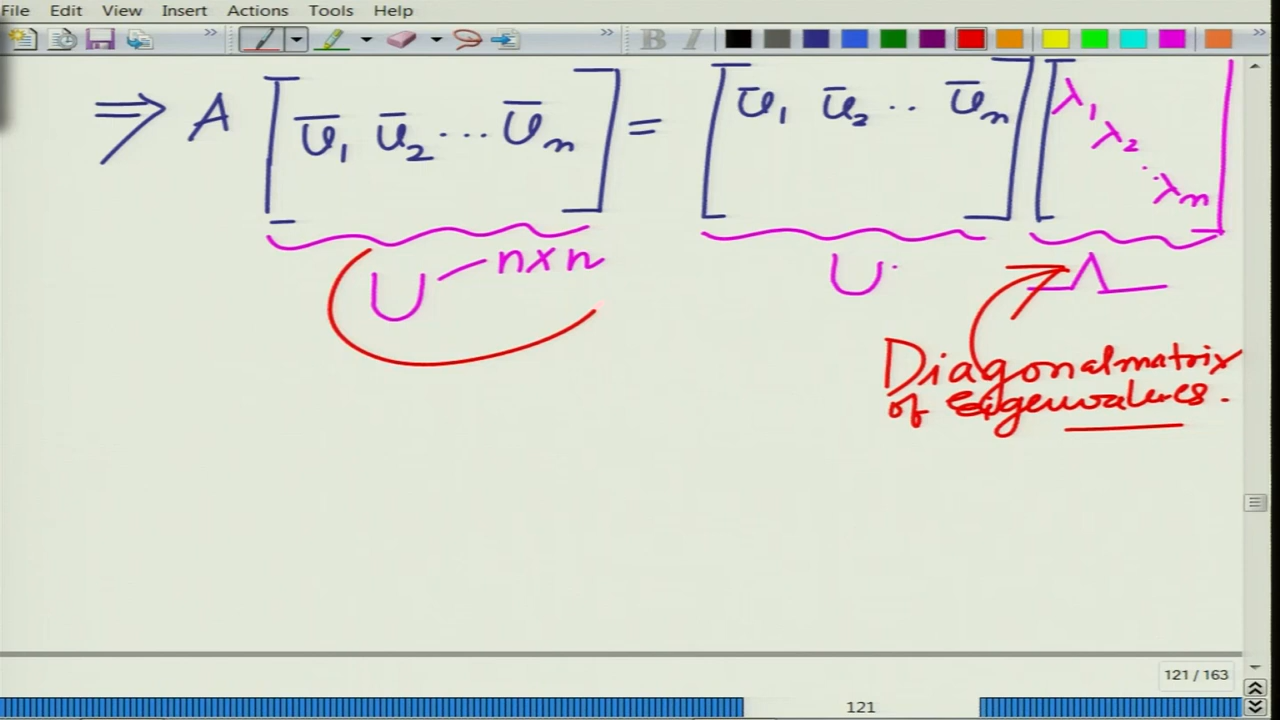 File Edit View Insert Actions Tools Help
B I
⇒ A [ū₁ ū₂ ... ūₙ] = [ū₁ ū₂ .. ūₙ] [λ₁ λ₂ ... λₙ]
U n×n
U
Λ
Diagonal matrix
of Eigenvalues.
121 / 163
121